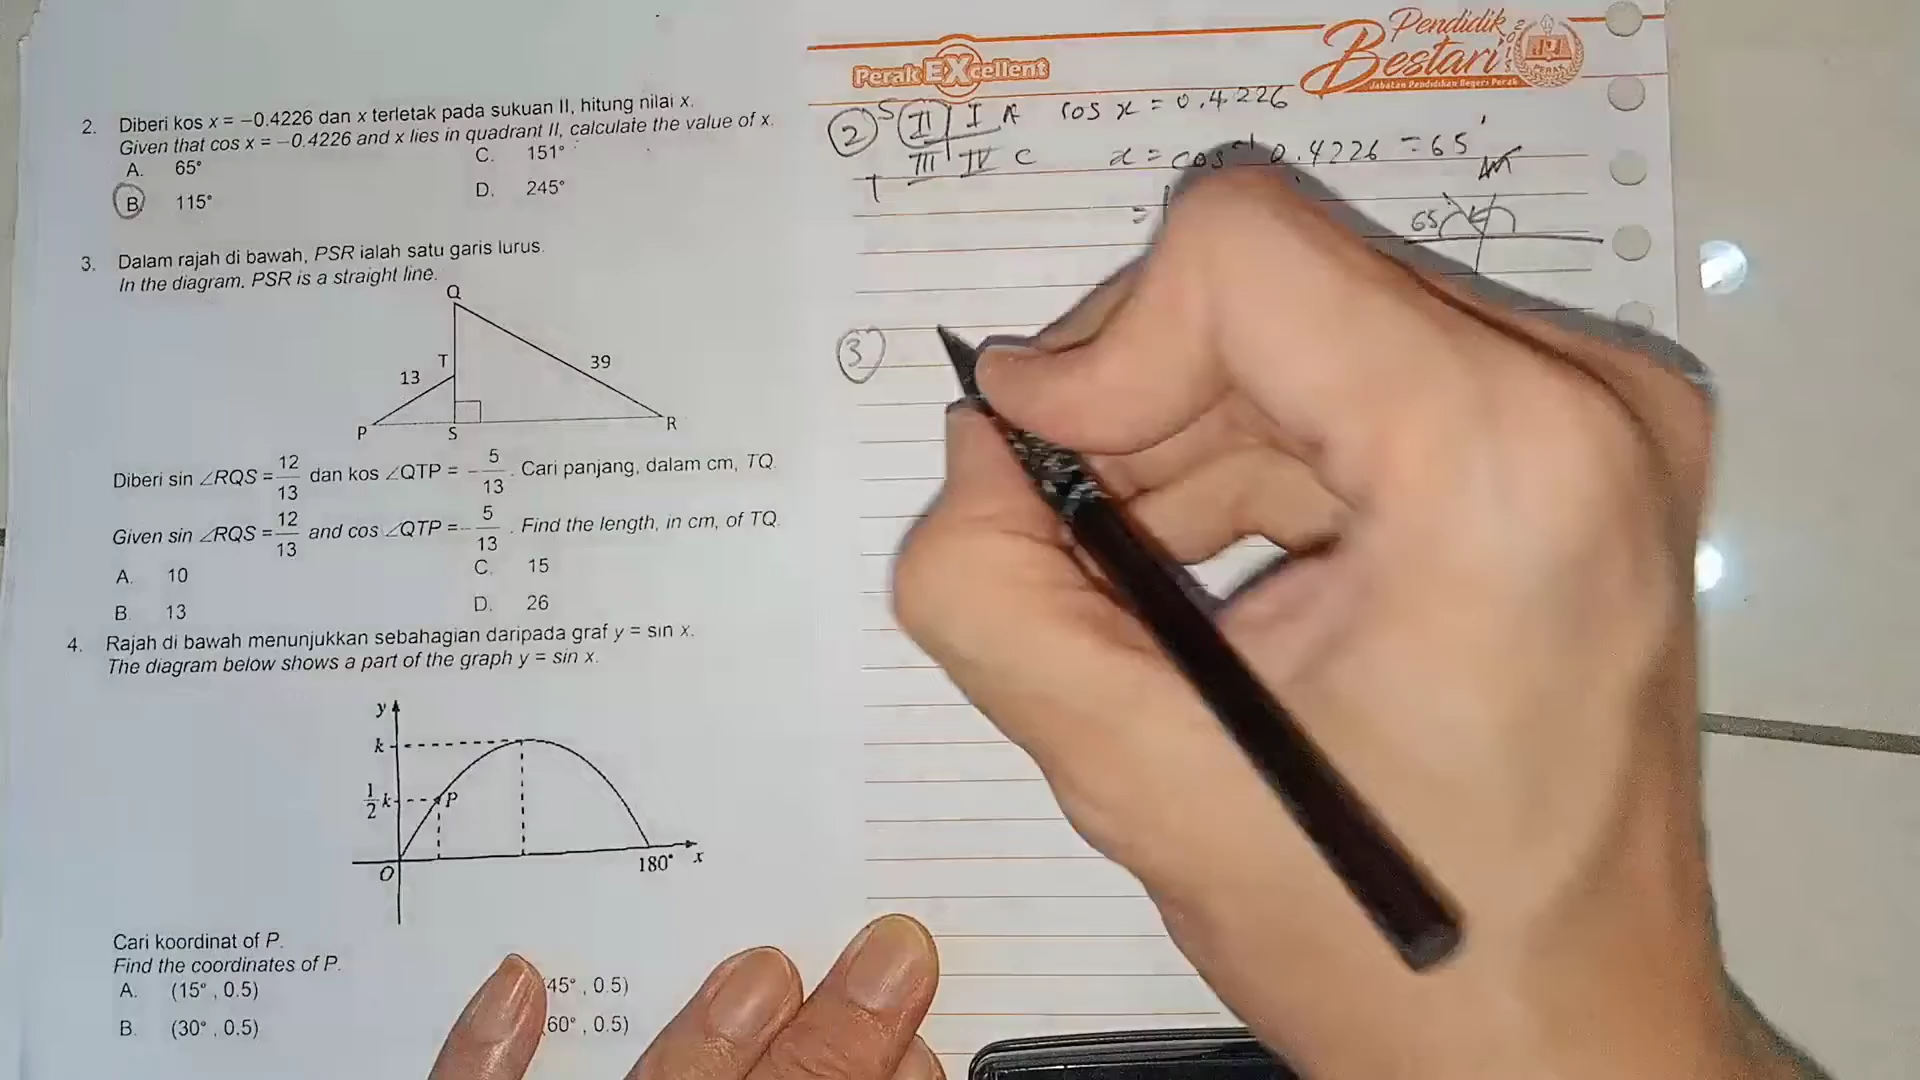 2. Diberi kos x = −0.4226 dan x terletak pada sukuan II, hitung nilai x.
Given that cos x = −0.4226 and x lies in quadrant II, calculate the value of x.
A. 65° C. 151°
B. 115° D. 245°
3. Dalam rajah di bawah, PSR ialah satu garis lurus.
In the diagram. PSR is a straight line.
Q
T
13
39
P
S
R
Diberi sin ∠RQS = 12/13 dan kos ∠QTP = −5/13. Cari panjang, dalam cm, TQ.
Given sin ∠RQS = 12/13 and cos ∠QTP = −5/13. Find the length, in cm, of TQ.
A. 10 C. 15
B. 13 D. 26
4. Rajah di bawah menunjukkan sebahagian daripada graf y = sin x.
The diagram below shows a part of the graph y = sin x.
y
k
1/2 k
P
O
180°
x
Cari koordinat of P.
Find the coordinates of P.
A. (15° , 0.5) 45° , 0.5)
B. (30° , 0.5) (60° , 0.5)
Perak EXcellent
Pendidik
Bestari
Jabatan Pendidikan Negeri Perak
PERAK
2 S II I A cos x = 0.4226
T III IV C x = cos⁻¹ 0.4226 = 65°
=
65
3